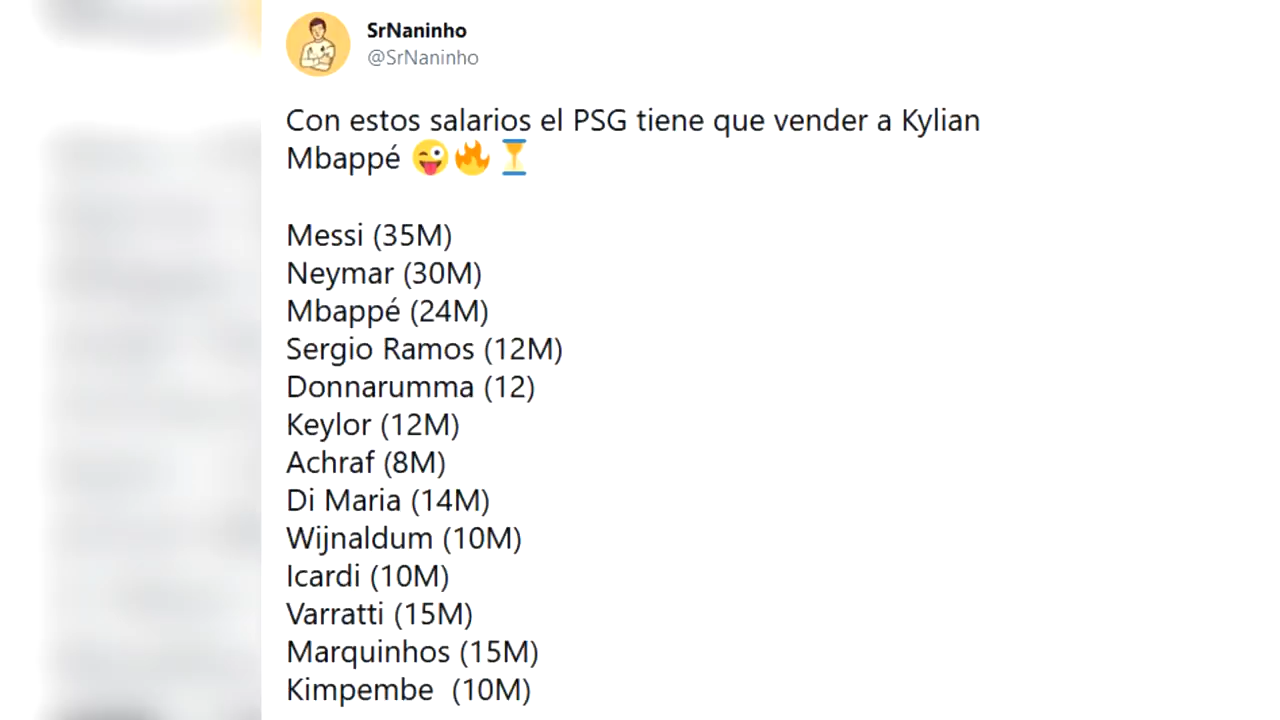 SrNaninho
@SrNaninho
Con estos salarios el PSG tiene que vender a Kylian
Mbappé 😜🔥⏳
Messi (35M)
Neymar (30M)
Mbappé (24M)
Sergio Ramos (12M)
Donnarumma (12)
Keylor (12M)
Achraf (8M)
Di Maria (14M)
Wijnaldum (10M)
Icardi (10M)
Varratti (15M)
Marquinhos (15M)
Kimpembe (10M)